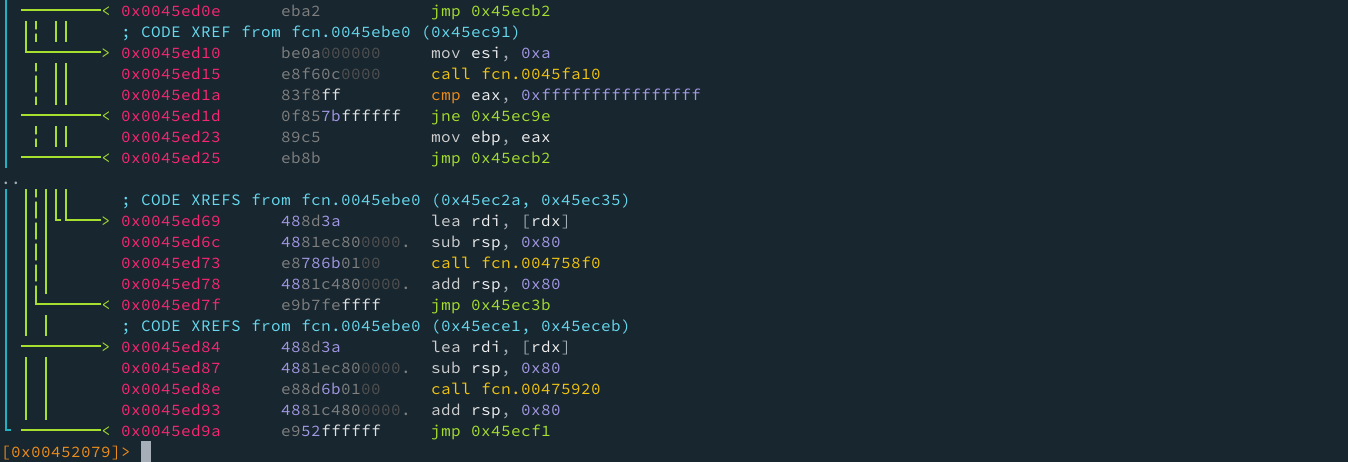 0x0045ed0e eba2 jmp 0x45ecb2
; CODE XREF from fcn.0045ebe0 (0x45ec91)
0x0045ed10 be0a000000 mov esi, 0xa
0x0045ed15 e8f60c0000 call fcn.0045fa10
0x0045ed1a 83f8ff cmp eax, 0xffffffffffffffff
0x0045ed1d 0f857bffffff jne 0x45ec9e
0x0045ed23 89c5 mov ebp, eax
0x0045ed25 eb8b jmp 0x45ecb2
..
; CODE XREFS from fcn.0045ebe0 (0x45ec2a, 0x45ec35)
0x0045ed69 488d3a lea rdi, [rdx]
0x0045ed6c 4881ec800000. sub rsp, 0x80
0x0045ed73 e8786b0100 call fcn.004758f0
0x0045ed78 4881c4800000. add rsp, 0x80
0x0045ed7f e9b7feffff jmp 0x45ec3b
; CODE XREFS from fcn.0045ebe0 (0x45ece1, 0x45eceb)
0x0045ed84 488d3a lea rdi, [rdx]
0x0045ed87 4881ec800000. sub rsp, 0x80
0x0045ed8e e88d6b0100 call fcn.00475920
0x0045ed93 4881c4800000. add rsp, 0x80
0x0045ed9a e952ffffff jmp 0x45ecf1
[0x00452079]>